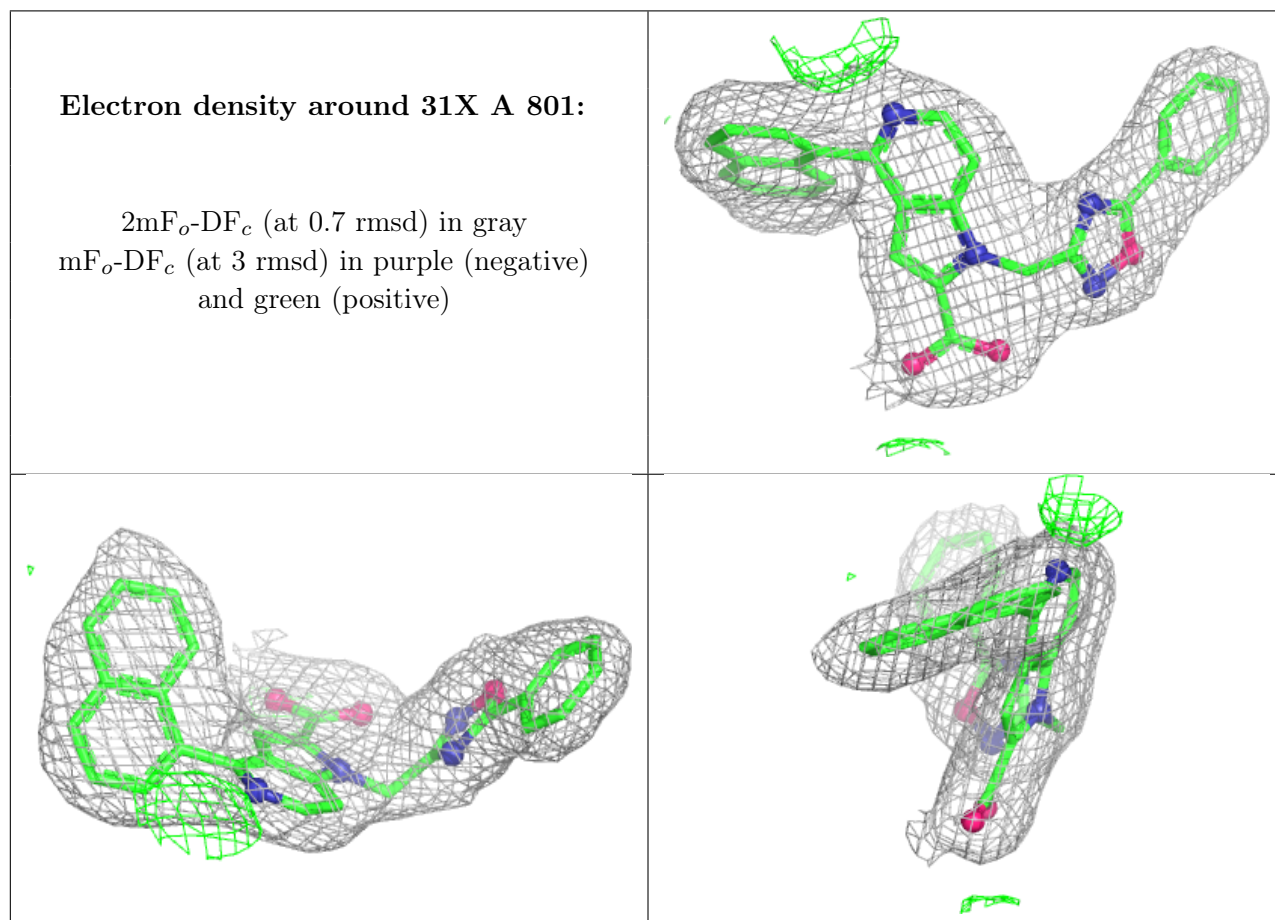 Electron density around 31X A 801:
2mFo-DFc (at 0.7 rmsd) in gray
mFo-DFc (at 3 rmsd) in purple (negative)
and green (positive)